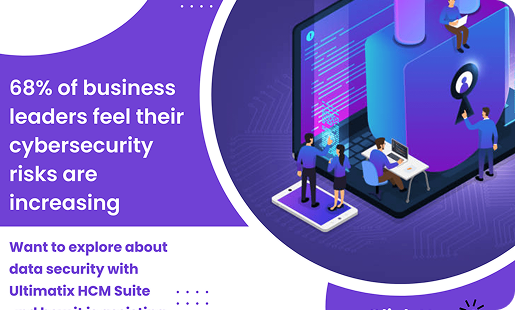 68% of business
leaders feel their
cybersecurity
risks are
increasing
Want to explore about
data security with
Ultimatix HCM Suite